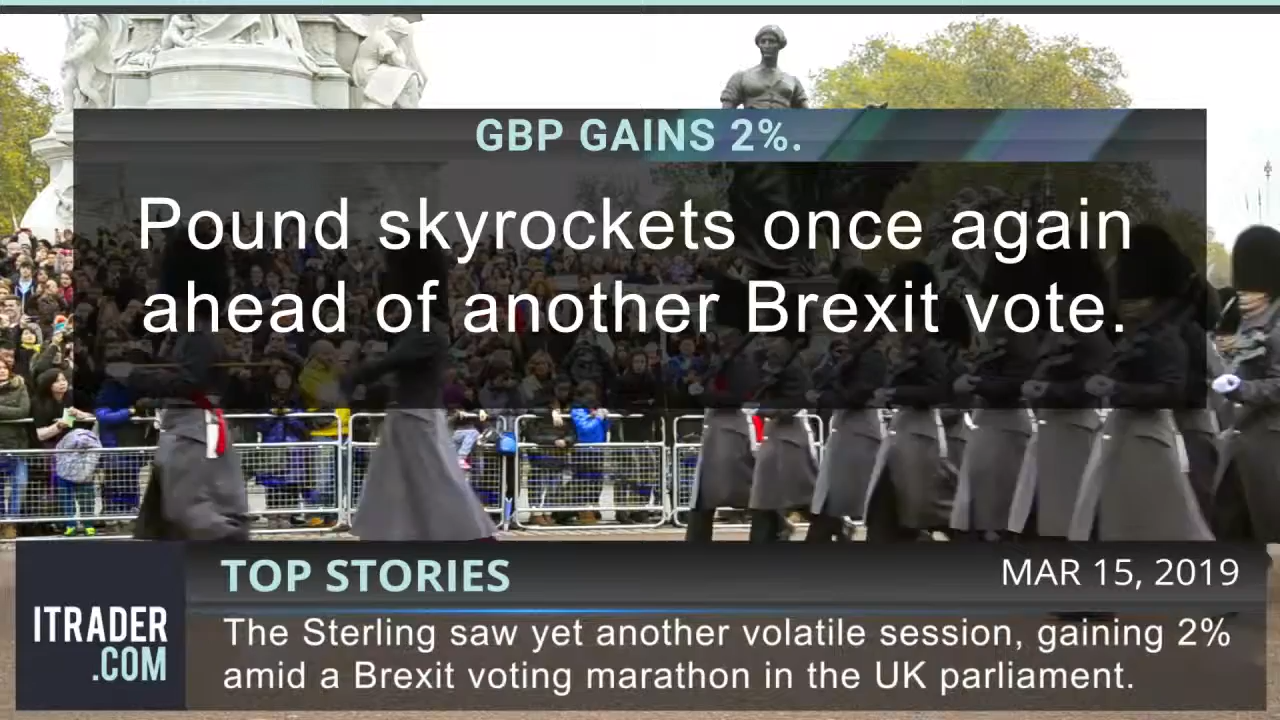 GBP GAINS 2%.
Pound skyrockets once again
ahead of another Brexit vote.
TOP STORIES
MAR 15, 2019
ITRADER
.COM
The Sterling saw yet another volatile session, gaining 2%
amid a Brexit voting marathon in the UK parliament.